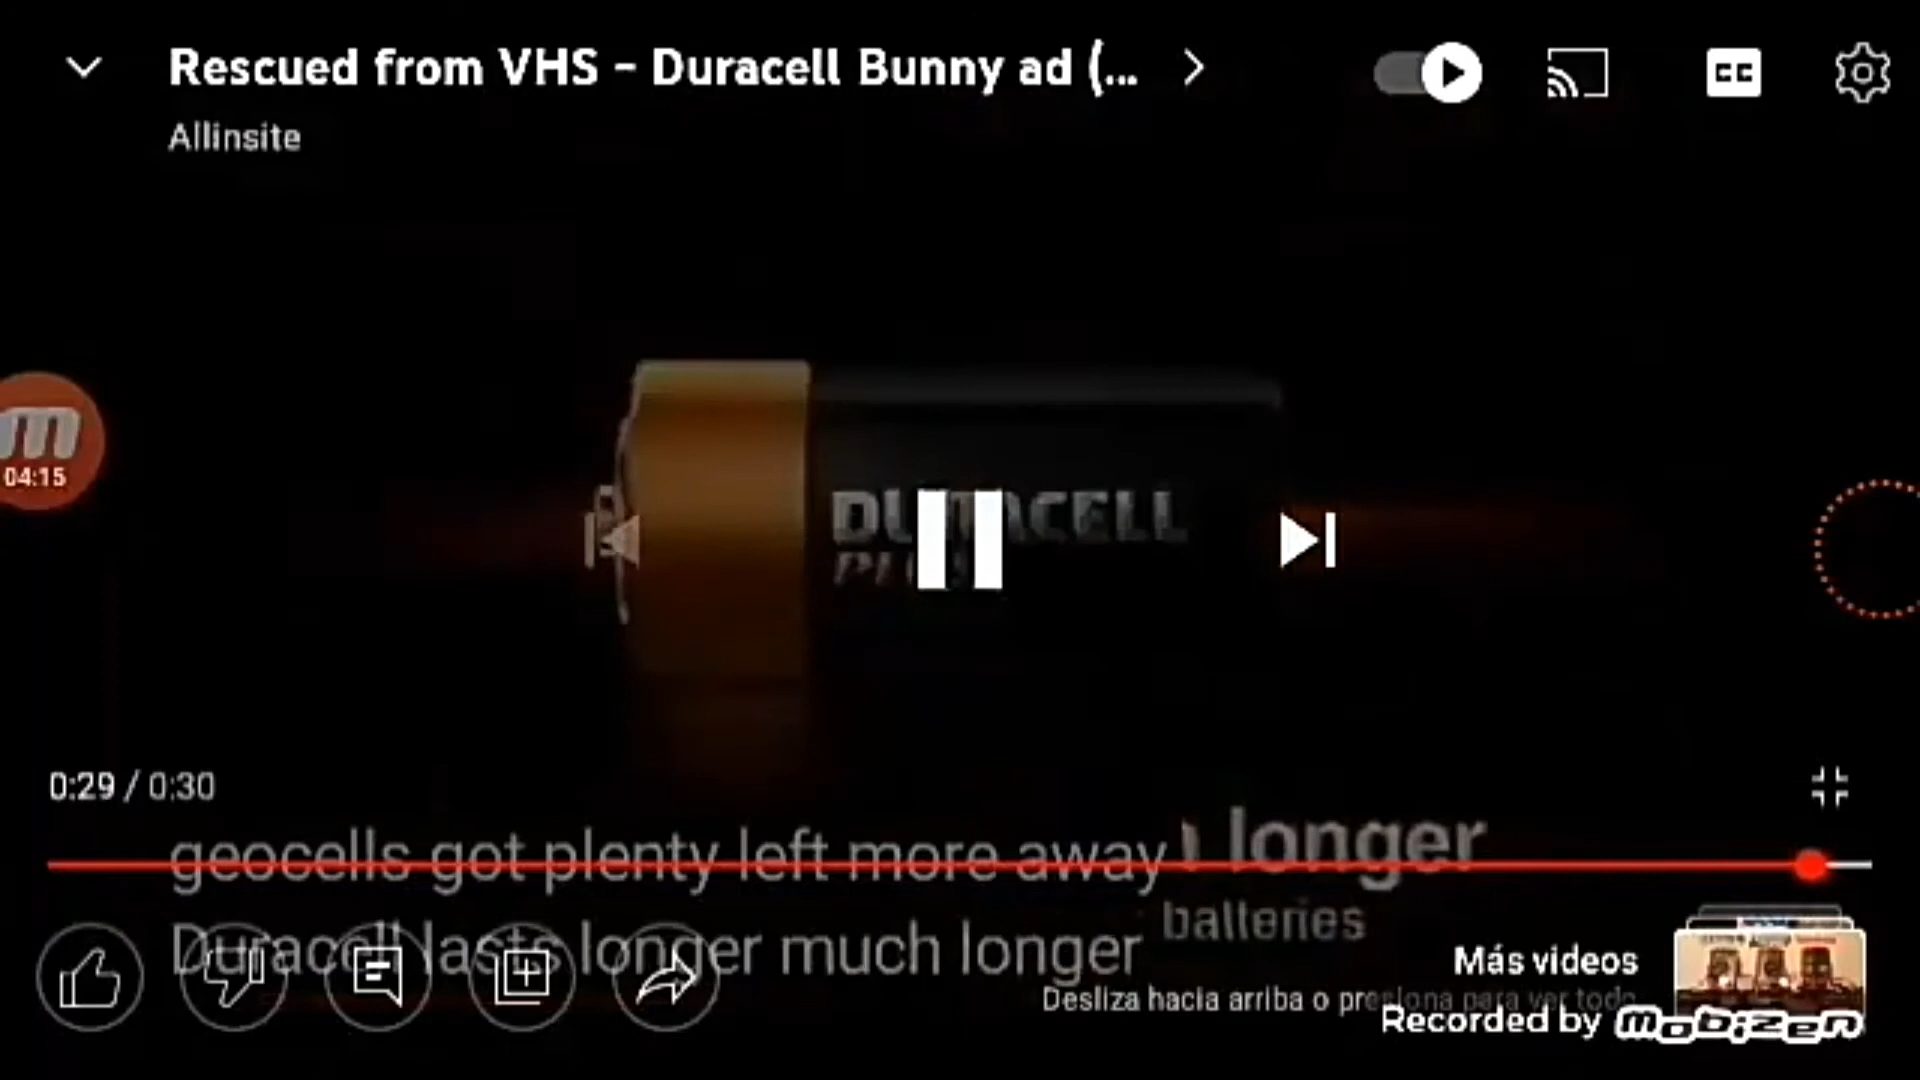 Rescued from VHS - Duracell Bunny ad (...
Allinsite
CC
m
04:15
DURACELL
PLUS
0:29 / 0:30
longer
geocells got plenty left more away
batteries
Duracell lasts longer much longer
Más videos
Desliza hacia arriba o presiona para ver todo
Recorded by mobizen